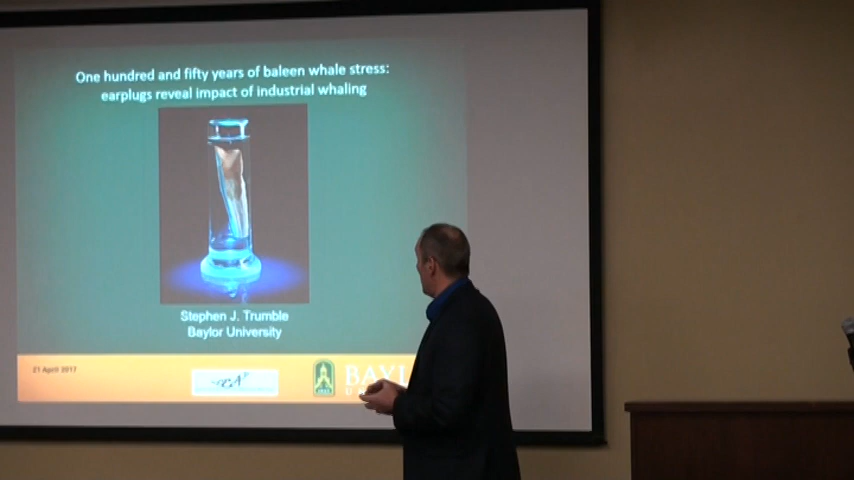 One hundred and fifty years of baleen whale stress:
earplugs reveal impact of industrial whaling
Stephen J. Trumble
Baylor University
21 April 2017
BAYL